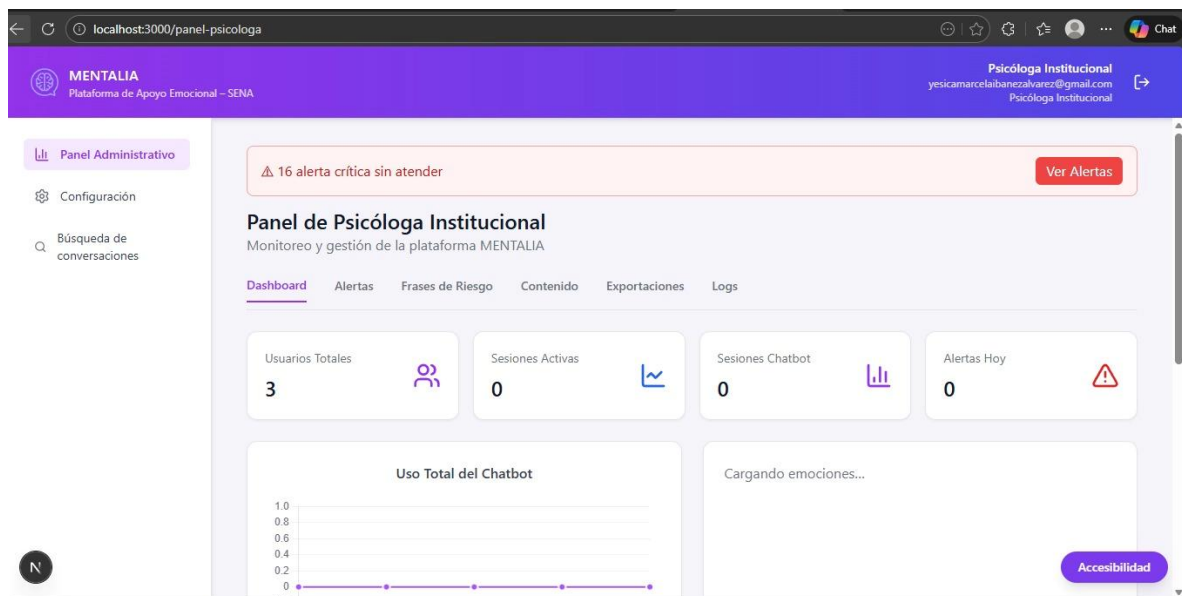 localhost:3000/panel-psicologa
Chat
MENTALIA
Plataforma de Apoyo Emocional – SENA
Psicóloga Institucional
yesicamarcelaibanezalvarez@gmail.com
Psicóloga Institucional
Panel Administrativo
Configuración
Búsqueda de
conversaciones
16 alerta crítica sin atender
Ver Alertas
Panel de Psicóloga Institucional
Monitoreo y gestión de la plataforma MENTALIA
Dashboard Alertas Frases de Riesgo Contenido Exportaciones Logs
Usuarios Totales
3
Sesiones Activas
0
Sesiones Chatbot
0
Alertas Hoy
0
Uso Total del Chatbot
1.0
0.8
0.6
0.4
0.2
0
Cargando emociones...
N
Accesibilidad